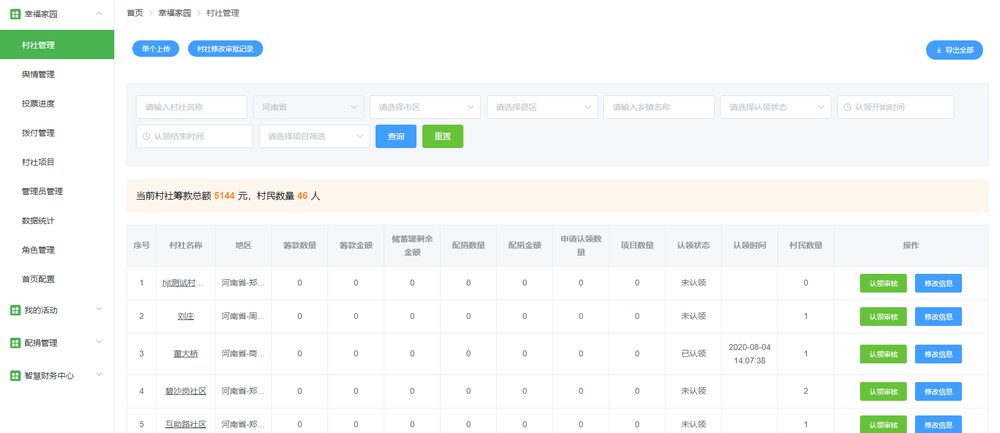 幸福家园
村社管理
舆情管理
投票进度
拨付管理
村社项目
管理员管理
数据统计
角色管理
首页配置
我的活动
配捐管理
智慧财务中心
首页 > 幸福家园 > 村社管理
单个上传 村社修改审批记录 导出全部
请输入村社名称 河南省 请选择市区 请选择县区 请输入乡镇名称 请选择认领状态 认领开始时间
认领结束时间 请选择项目筛选 查询 重置
当前村社筹款总额 5144 元，村民数量 46 人
序号 村社名称 地区 筹款数量 筹款金额 储蓄罐剩余金额 配捐数量 配捐金额 申请认领数量 项目数量 认领状态 认领时间 村民数量 操作
1 hjt测试村... 河南省-郑... 0 0 0 0 0 0 0 未认领 0 认领审核 修改信息
2 刘庄 河南省-周... 0 0 0 0 0 0 0 未认领 1 认领审核 修改信息
3 董大桥 河南省-商... 0 0 0 0 0 0 0 已认领 2020-08-04 14:07:38 1 认领审核 修改信息
4 碧沙岗社区 河南省-郑... 0 0 0 0 0 0 0 未认领 2 认领审核 修改信息
5 互助路社区 河南省-郑... 0 0 0 0 0 0 0 未认领 1 认领审核 修改信息